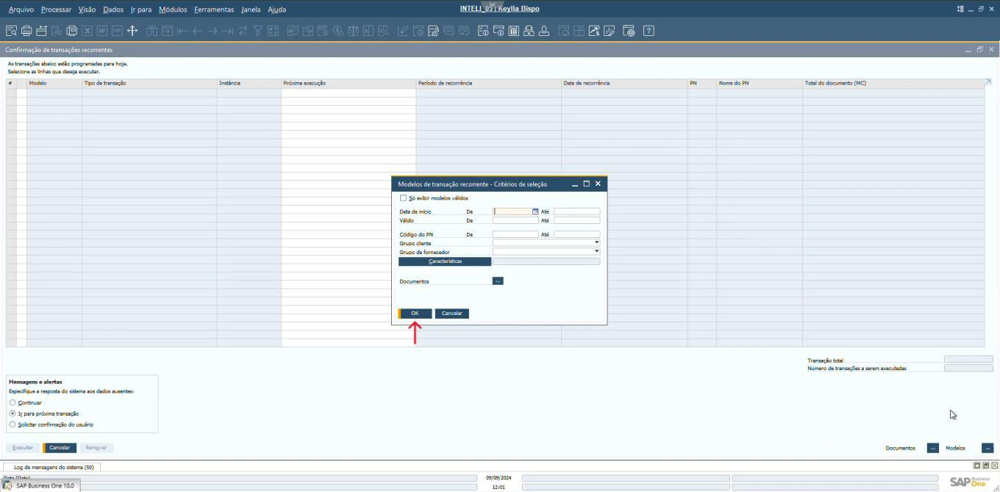 Arquivo Processar Visão Dados Ir para Módulos Ferramentas Janela Ajuda
INTELI_05 | Keylla Bispo
Confirmação de transações recorrentes
As transações abaixo estão programadas para hoje.
Selecione as linhas que deseja executar.
# Modelo Tipo de transação Instância Próxima execução Período de recorrência Data de recorrência PN Nome do PN Total do documento (MC)
Modelos de transação recorrente - Critérios de seleção
Só exibir modelos válidos
Data de início De Até
Válido De Até
Código do PN De Até
Grupo cliente
Grupo de fornecedor
Características
Documentos ...
OK Cancelar
Transação total
Número de transações a serem executadas
Mensagens e alertas
Especifique a resposta do sistema aos dados ausentes:
Continuar
Ir para próxima transação
Solicitar confirmação do usuário
Executar Cancelar Remover Documentos ... Modelos ...
Log de mensagens do sistema (50)
09/09/2024
SAP Business One 10.0 12:01
SAP Business One